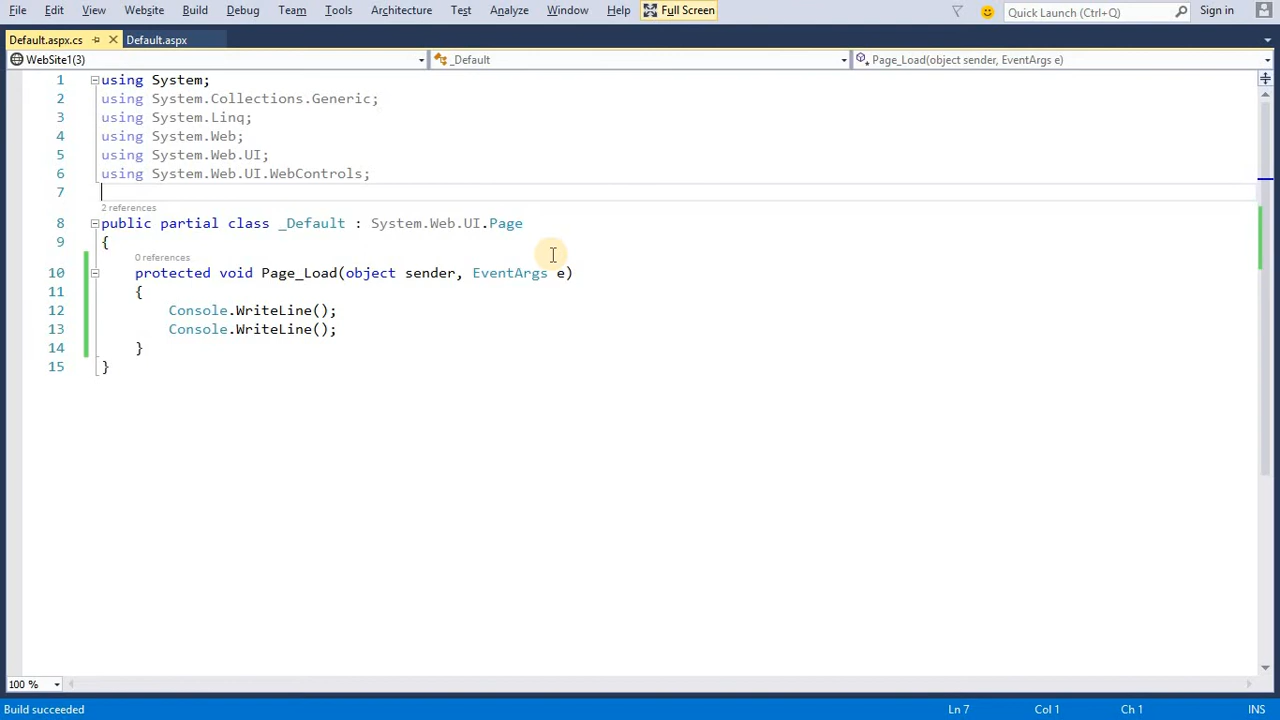 File Edit View Website Build Debug Team Tools Architecture Test Analyze Window Help Full Screen Quick Launch (Ctrl+Q) Sign in
Default.aspx.cs Default.aspx
WebSite1(3) _Default Page_Load(object sender, EventArgs e)
1 using System;
2 using System.Collections.Generic;
3 using System.Linq;
4 using System.Web;
5 using System.Web.UI;
6 using System.Web.UI.WebControls;
7
2 references
8 public partial class _Default : System.Web.UI.Page
9 {
0 references
10 protected void Page_Load(object sender, EventArgs e)
11 {
12 Console.WriteLine();
13 Console.WriteLine();
14 }
15 }
100 %
Build succeeded Ln 7 Col 1 Ch 1 INS